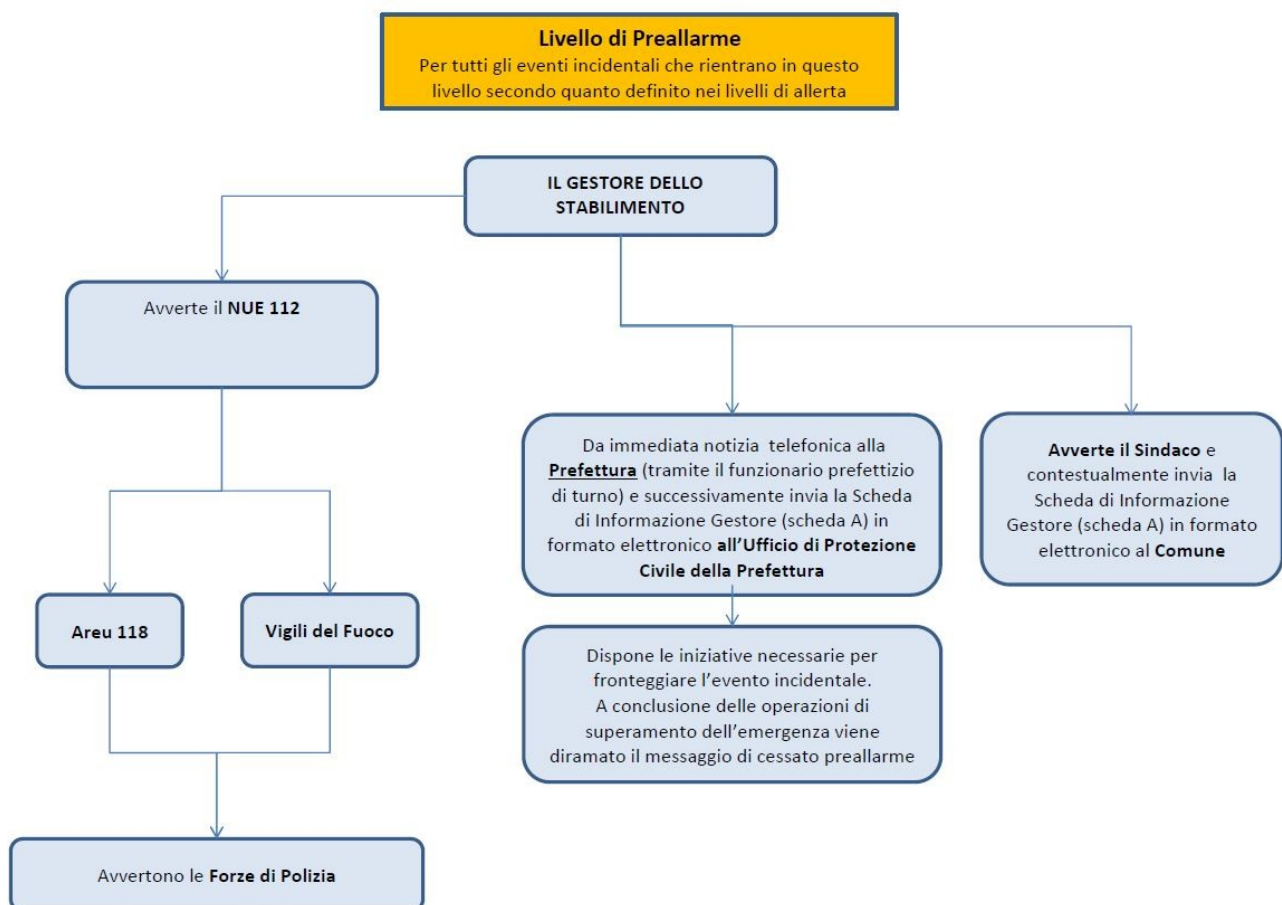 Livello di Preallarme
Per tutti gli eventi incidentali che rientrano in questo
livello secondo quanto definito nei livelli di allerta
IL GESTORE DELLO
STABILIMENTO
Avverte il NUE 112
Da immediata notizia telefonica alla
Prefettura (tramite il funzionario prefettizio
di turno) e successivamente invia la Scheda
di Informazione Gestore (scheda A) in
formato elettronico all’Ufficio di Protezione
Civile della Prefettura
Avverte il Sindaco e
contestualmente invia la
Scheda di Informazione
Gestore (scheda A) in formato
elettronico al Comune
Areu 118
Vigili del Fuoco
Dispone le iniziative necessarie per
fronteggiare l’evento incidentale.
A conclusione delle operazioni di
superamento dell’emergenza viene
diramato il messaggio di cessato preallarme
Avvertono le Forze di Polizia